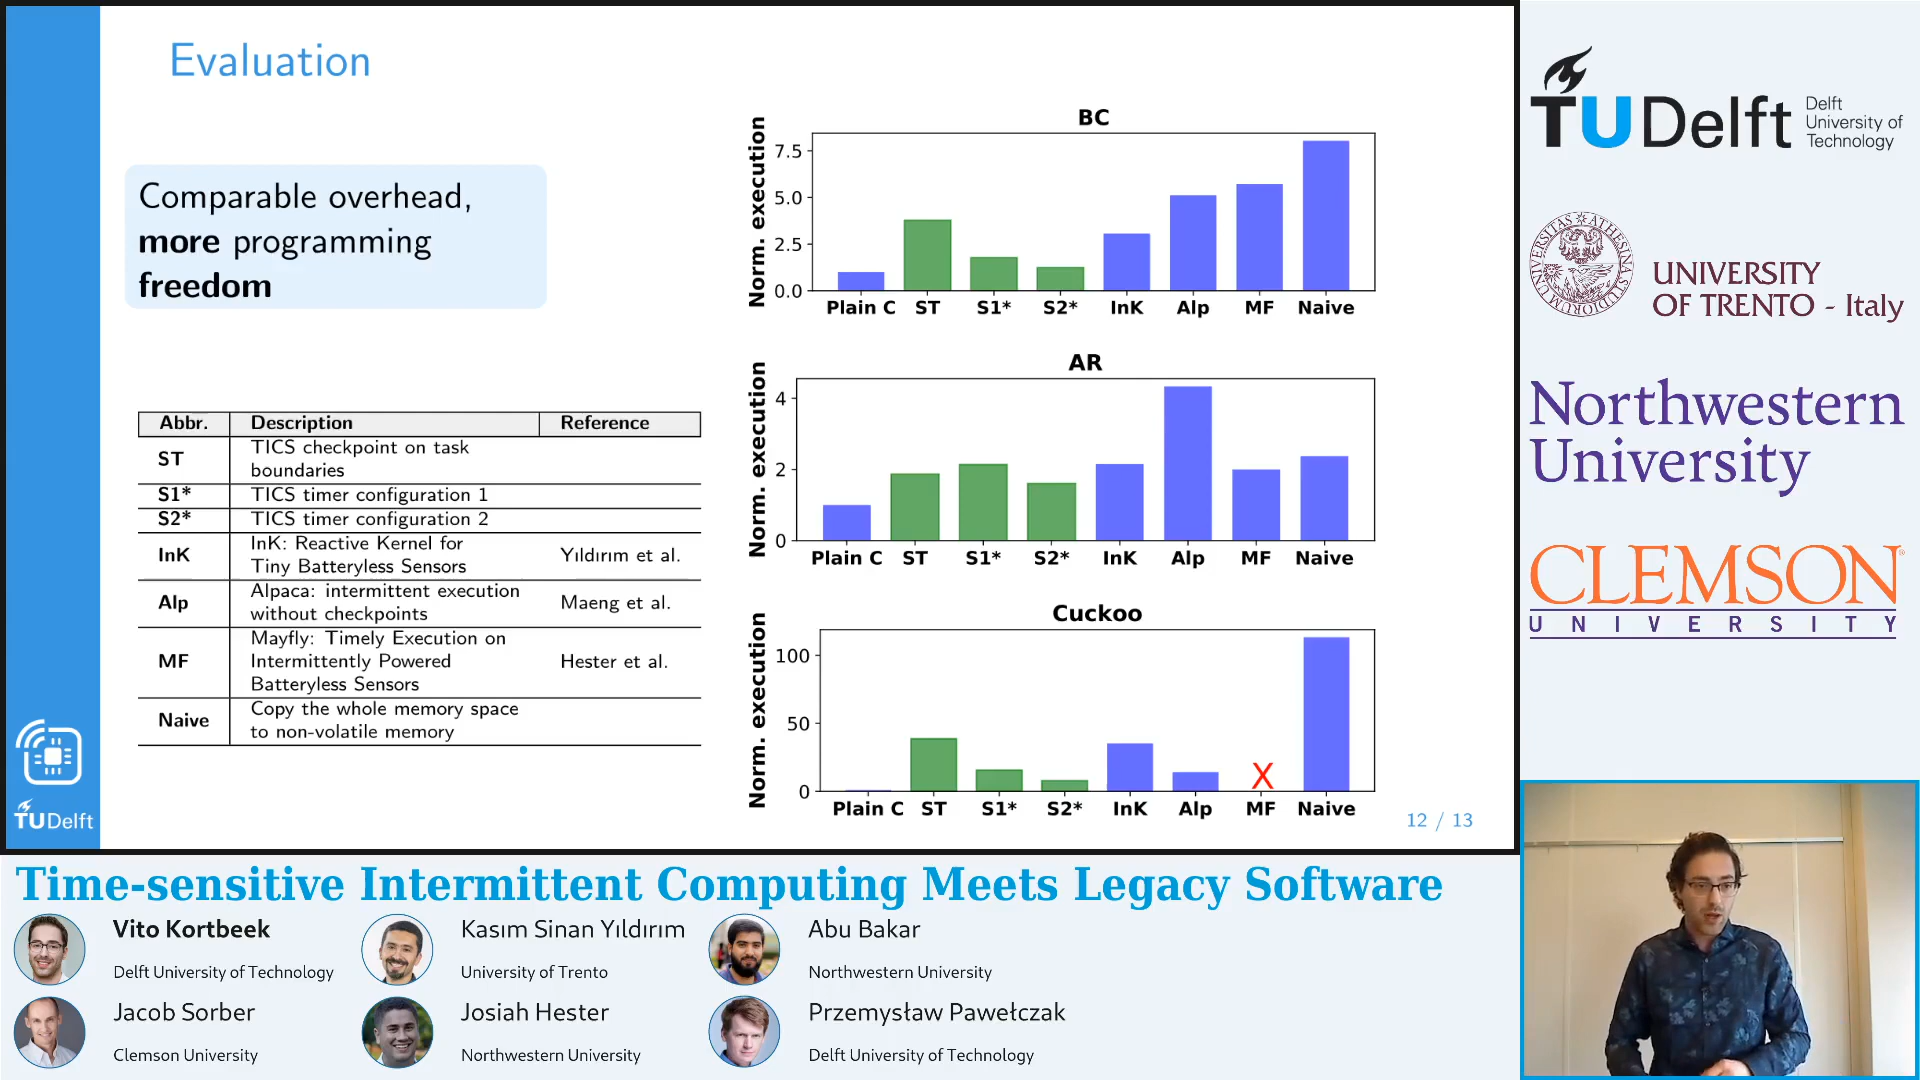 Evaluation
Comparable overhead,
more programming
freedom
Abbr. Description Reference
ST TICS checkpoint on task
boundaries
S1* TICS timer configuration 1
S2* TICS timer configuration 2
InK InK: Reactive Kernel for
Tiny Batteryless Sensors Yıldırım et al.
Alp Alpaca: intermittent execution
without checkpoints Maeng et al.
MF Mayfly: Timely Execution on
Intermittently Powered Hester et al.
Batteryless Sensors
Naive Copy the whole memory space
to non-volatile memory
BC
Norm. execution
7.5
5.0
2.5
0.0
Plain C ST S1* S2* InK Alp MF Naive
AR
Norm. execution
4
2
0
Plain C ST S1* S2* InK Alp MF Naive
Cuckoo
Norm. execution
100
50
0
X
Plain C ST S1* S2* InK Alp MF Naive
12 / 13
TUDelft
TUDelft
Delft
University of
Technology
UNIVERSITY
OF TRENTO - Italy
Northwestern
University
CLEMSON
UNIVERSITY
Time-sensitive Intermittent Computing Meets Legacy Software
Vito Kortbeek
Delft University of Technology
Kasım Sinan Yıldırım
University of Trento
Abu Bakar
Northwestern University
Jacob Sorber
Clemson University
Josiah Hester
Northwestern University
Przemysław Pawełczak
Delft University of Technology